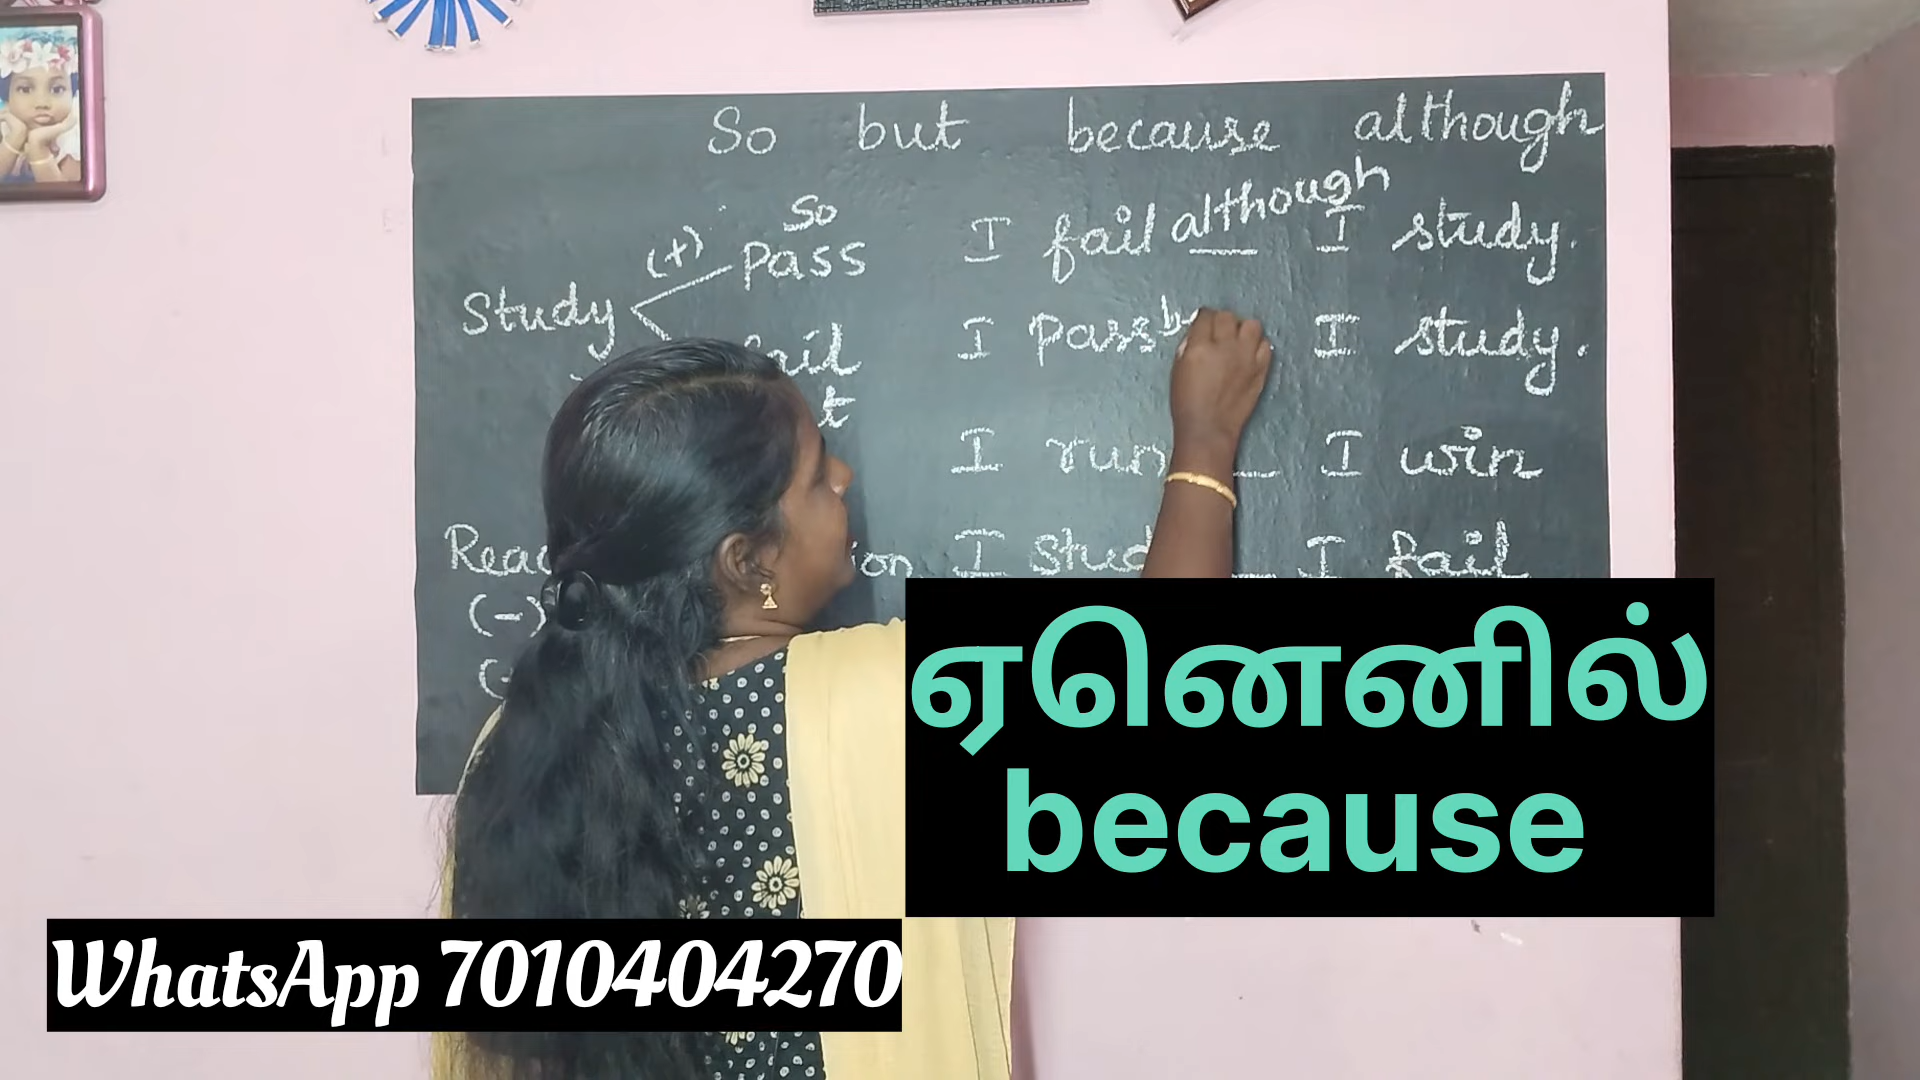 So but because although
So
(+) Pass
Study
I fail although I study.
I Pass I study.
I run I win
I I fail
(-)
ஏனெனில்
because
WhatsApp 7010404270